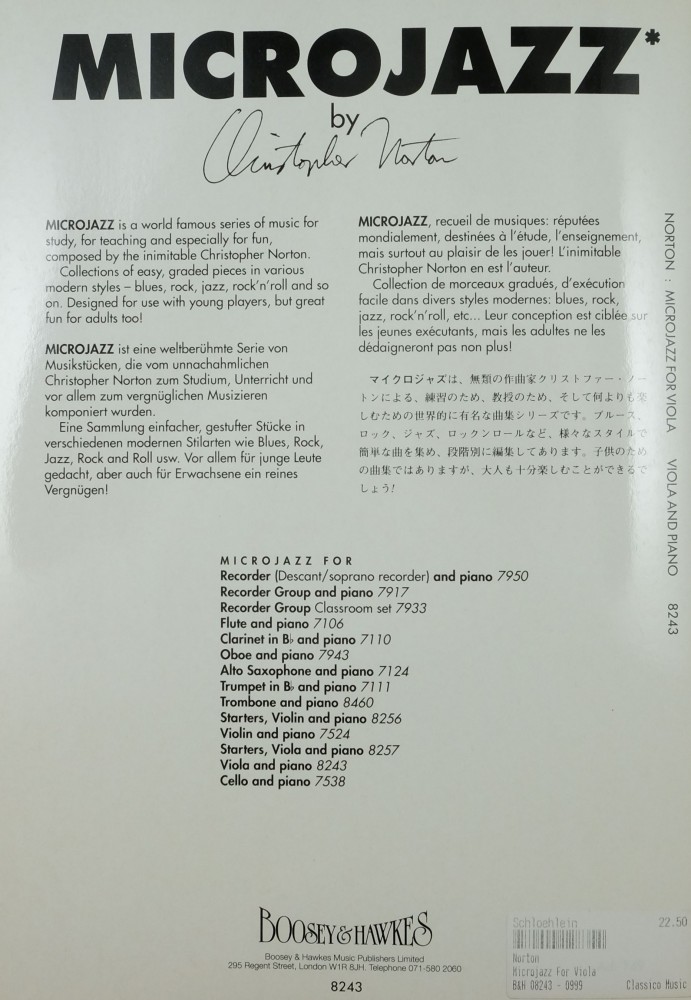 MICROJAZZ*
by
Christopher Norton
MICROJAZZ is a world famous series of music for
study, for teaching and especially for fun,
composed by the inimitable Christopher Norton.
Collections of easy, graded pieces in various
modern styles – blues, rock, jazz, rock'n'roll and so
on. Designed for use with young players, but great
fun for adults too!
MICROJAZZ ist eine weltberühmte Serie von
Musikstücken, die vom unnachahmlichen
Christopher Norton zum Studium, Unterricht und
vor allem zum vergnüglichen Musizieren
komponiert wurden.
Eine Sammlung einfacher, gestufter Stücke in
verschiedenen modernen Stilarten wie Blues, Rock,
Jazz, Rock and Roll usw. Vor allem für junge Leute
gedacht, aber auch für Erwachsene ein reines
Vergnügen!
MICROJAZZ, recueil de musiques: réputées
mondialement, destinées à l'étude, l'enseignement,
mais surtout au plaisir de les jouer! L'inimitable
Christopher Norton en est l'auteur.
Collection de morceaux gradués, d'exécution
facile dans divers styles modernes: blues, rock,
jazz, rock'n'roll, etc... Leur conception est ciblée sur
les jeunes exécutants, mais les adultes ne les
dédaigneront pas non plus!
マイクロジャズは、無類の作曲家クリストファー・ノー
トンによる、練習のため、教授のため、そして何よりも楽
しむための世界的に有名な曲集シリーズです。ブルース、
ロック、ジャズ、ロックンロールなど、様々なスタイルで
簡単な曲を集め、段階別に編集してあります。子供のため
の曲集ではありますが、大人も十分楽しむことができるで
しょう!
NORTON : MICROJAZZ FOR VIOLA VIOLA AND PIANO 8243
MICROJAZZ FOR
Recorder (Descant/soprano recorder) and piano 7950
Recorder Group and piano 7917
Recorder Group Classroom set 7933
Flute and piano 7106
Clarinet in B♭ and piano 7110
Oboe and piano 7943
Alto Saxophone and piano 7124
Trumpet in B♭ and piano 7111
Trombone and piano 8460
Starters, Violin and piano 8256
Violin and piano 7524
Starters, Viola and piano 8257
Viola and piano 8243
Cello and piano 7538
BOOSEY & HAWKES
Boosey & Hawkes Music Publishers Limited
295 Regent Street, London W1R 8JH. Telephone 071-580 2060
8243
Schloehlein 22.50
Norton
Microjazz For Viola
B&H 08243 - 0999 Classico Music